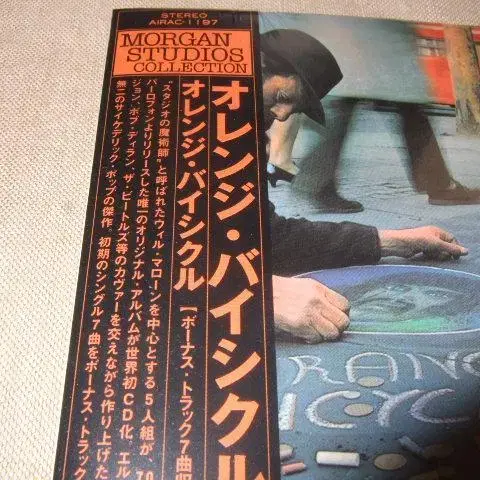 STEREO
AIRAC-1197
MORGAN
STUDIOS
COLLECTION
オレンジ・バイシクル
オレンジ・バイシクル【ボーナス・トラック7曲収
"スタジオの魔術師"と呼ばれたウィル・マローンを中心とする5人組が、70
パーロフォンよりリリースした唯一のオリジナル・アルバムが世界初CD化。エル
ジョン、ボブ・ディラン、ザ・ビートルズ等のカヴァーを交えながら作り上げた
無二のサイケデリック・ポップの傑作。初期のシングル7曲をボーナス・トラック
RANG
ICYC